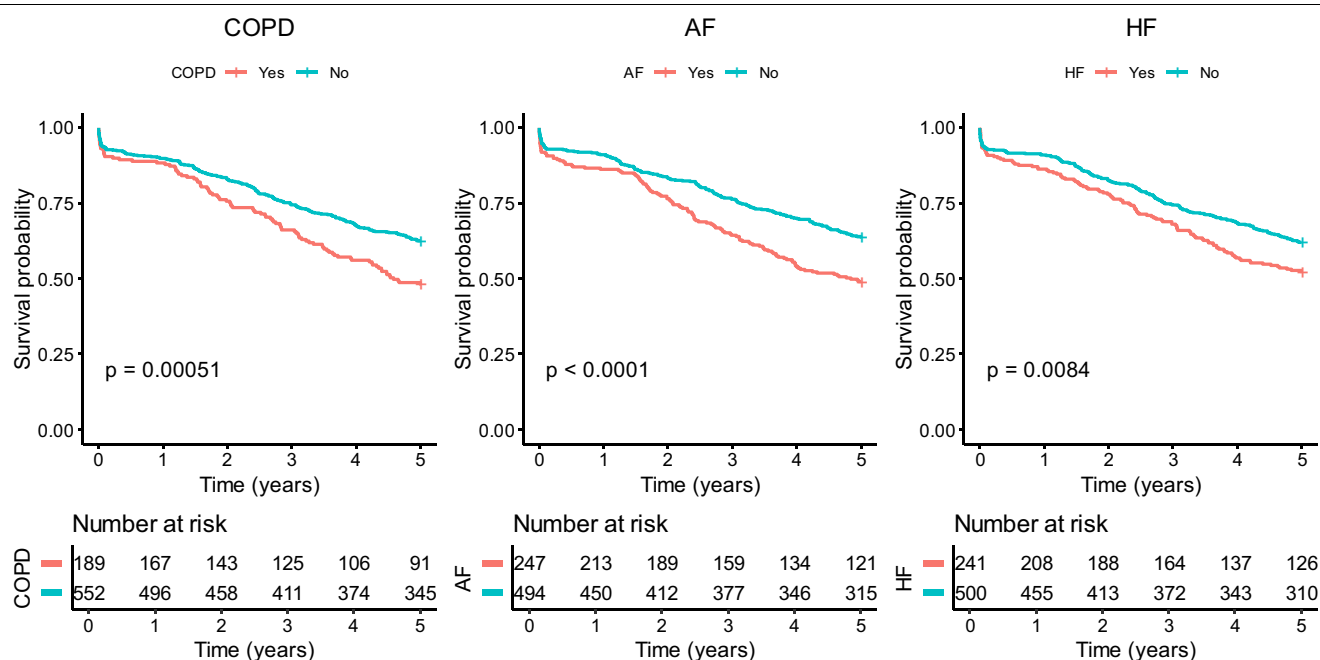 COPD
COPD Yes No
Survival probability
1.00
0.75
0.50
0.25
0.00
p = 0.00051
0 1 2 3 4 5
Time (years)
Number at risk
COPD
189 167 143 125 106 91
552 496 458 411 374 345
0 1 2 3 4 5
Time (years)
AF
AF Yes No
Survival probability
1.00
0.75
0.50
0.25
0.00
p < 0.0001
0 1 2 3 4 5
Time (years)
Number at risk
AF
247 213 189 159 134 121
494 450 412 377 346 315
0 1 2 3 4 5
Time (years)
HF
HF Yes No
Survival probability
1.00
0.75
0.50
0.25
0.00
p = 0.0084
0 1 2 3 4 5
Time (years)
Number at risk
HF
241 208 188 164 137 126
500 455 413 372 343 310
0 1 2 3 4 5
Time (years)